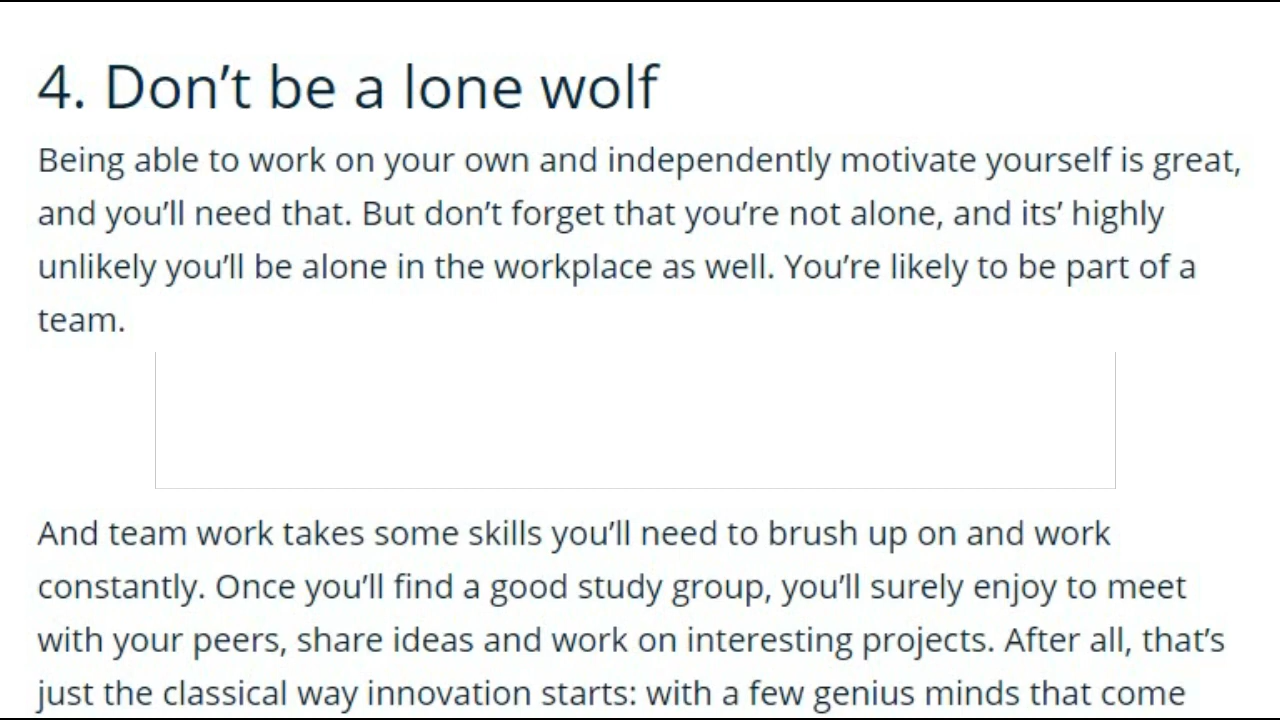 4. Don’t be a lone wolf
Being able to work on your own and independently motivate yourself is great,
and you’ll need that. But don’t forget that you’re not alone, and its’ highly
unlikely you’ll be alone in the workplace as well. You’re likely to be part of a
team.
And team work takes some skills you’ll need to brush up on and work
constantly. Once you’ll find a good study group, you’ll surely enjoy to meet
with your peers, share ideas and work on interesting projects. After all, that’s
just the classical way innovation starts: with a few genius minds that come